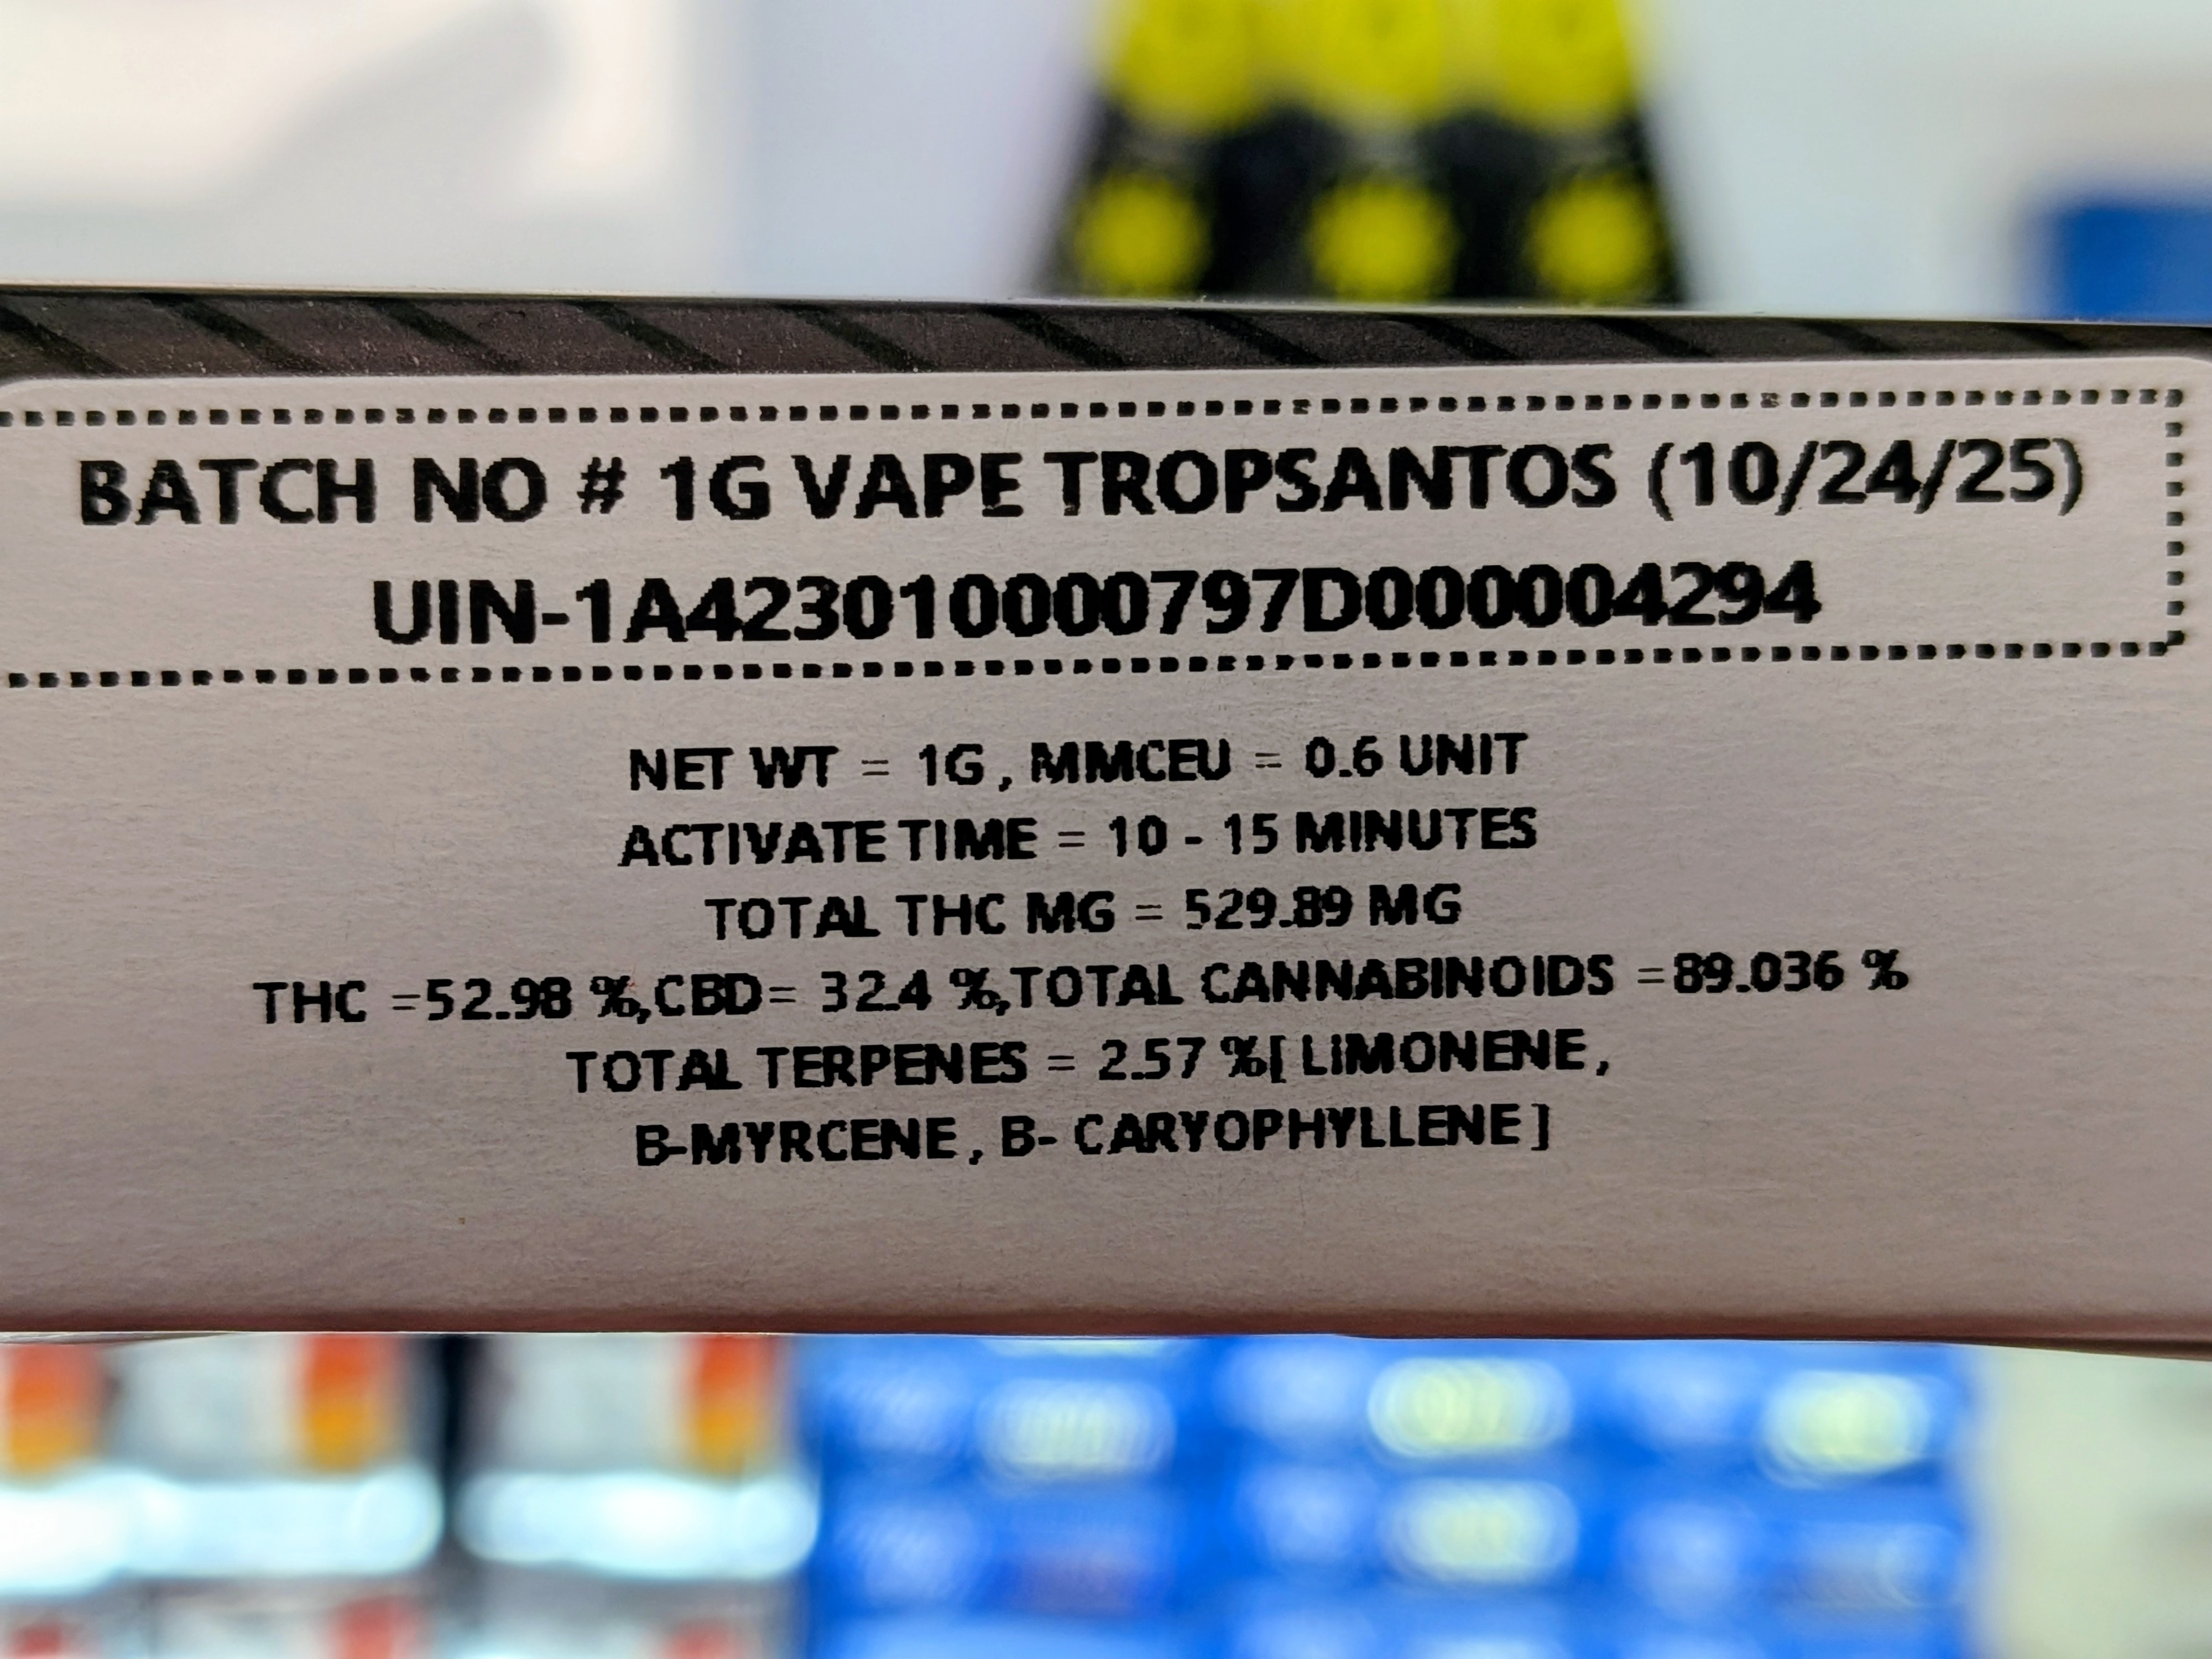 BATCH NO # 1G VAPE TROPSANTOS (10/24/25)
UIN-1A423010000797D000004294
NET WT = 1G, MMCEU = 0.6 UNIT
ACTIVATE TIME = 10 - 15 MINUTES
TOTAL THC MG = 529.89 MG
THC =52.98 %,CBD= 32.4 %,TOTAL CANNABINOIDS =89.036 %
TOTAL TERPENES = 2.57 %[ LIMONENE,
B-MYRCENE, B- CARYOPHYLLENE]